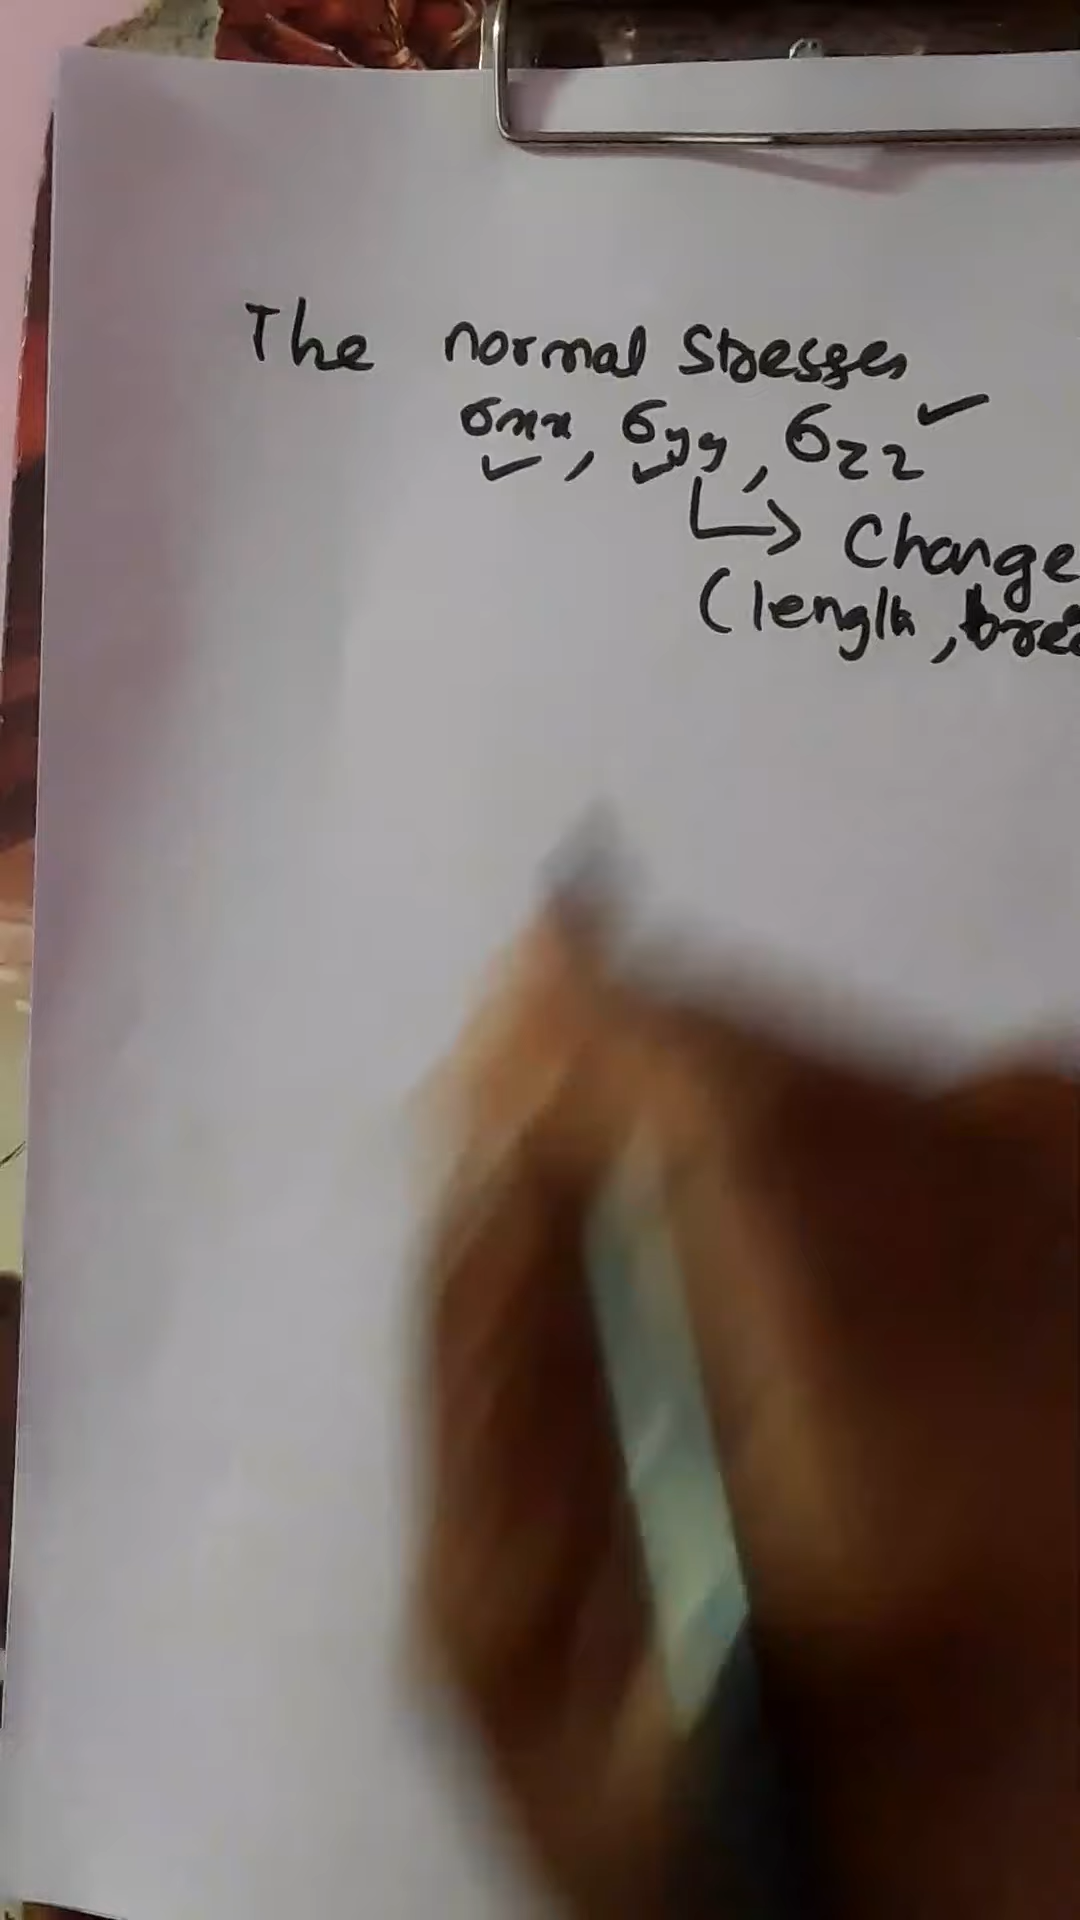 The normal stresses
σxx, σyy, σzz
↳ Change
(length,